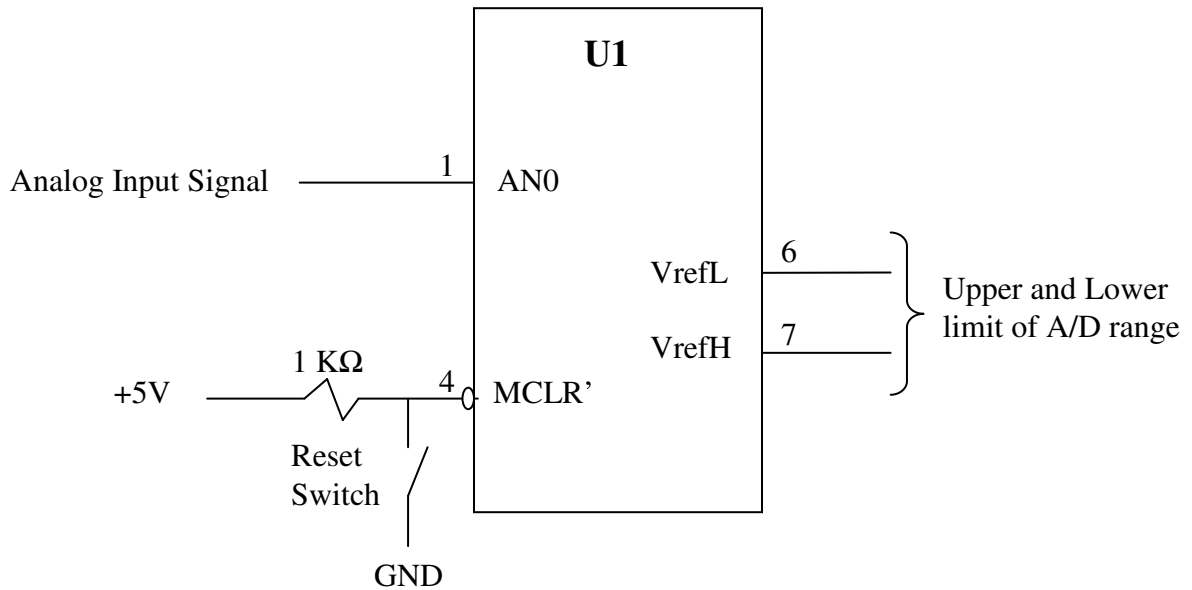 U1
1
Analog Input Signal
AN0
6
VrefL
Upper and Lower
limit of A/D range
7
VrefH
1 KΩ
4
+5V
MCLR’
Reset
Switch
GND